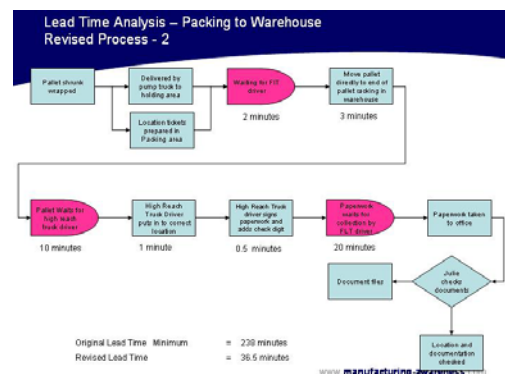 Lead Time Analysis – Packing to Warehouse
Revised Process - 2
Pallet shrunk
wrapped
Delivered by
pump truck to
holding area
Location tickets
prepared in
Packing area
Waiting for FLT
driver
2 minutes
Move pallet
directly to end of
pallet racking in
warehouse
3 minutes
Pallet Waits for
high reach
truck driver
10 minutes
High Reach
Truck Driver
puts in to correct
location
1 minute
High Reach Truck
driver signs
paperwork and
adds check digit
0.5 minutes
Paperwork
waits for
collection by
FLT driver
20 minutes
Paperwork taken
to office
Document files
Julie
checks
documents
Location and
documentation
checked
Original Lead Time Minimum = 238 minutes
Revised Lead Time = 36.5 minutes
www.manufacturing-awareness.com